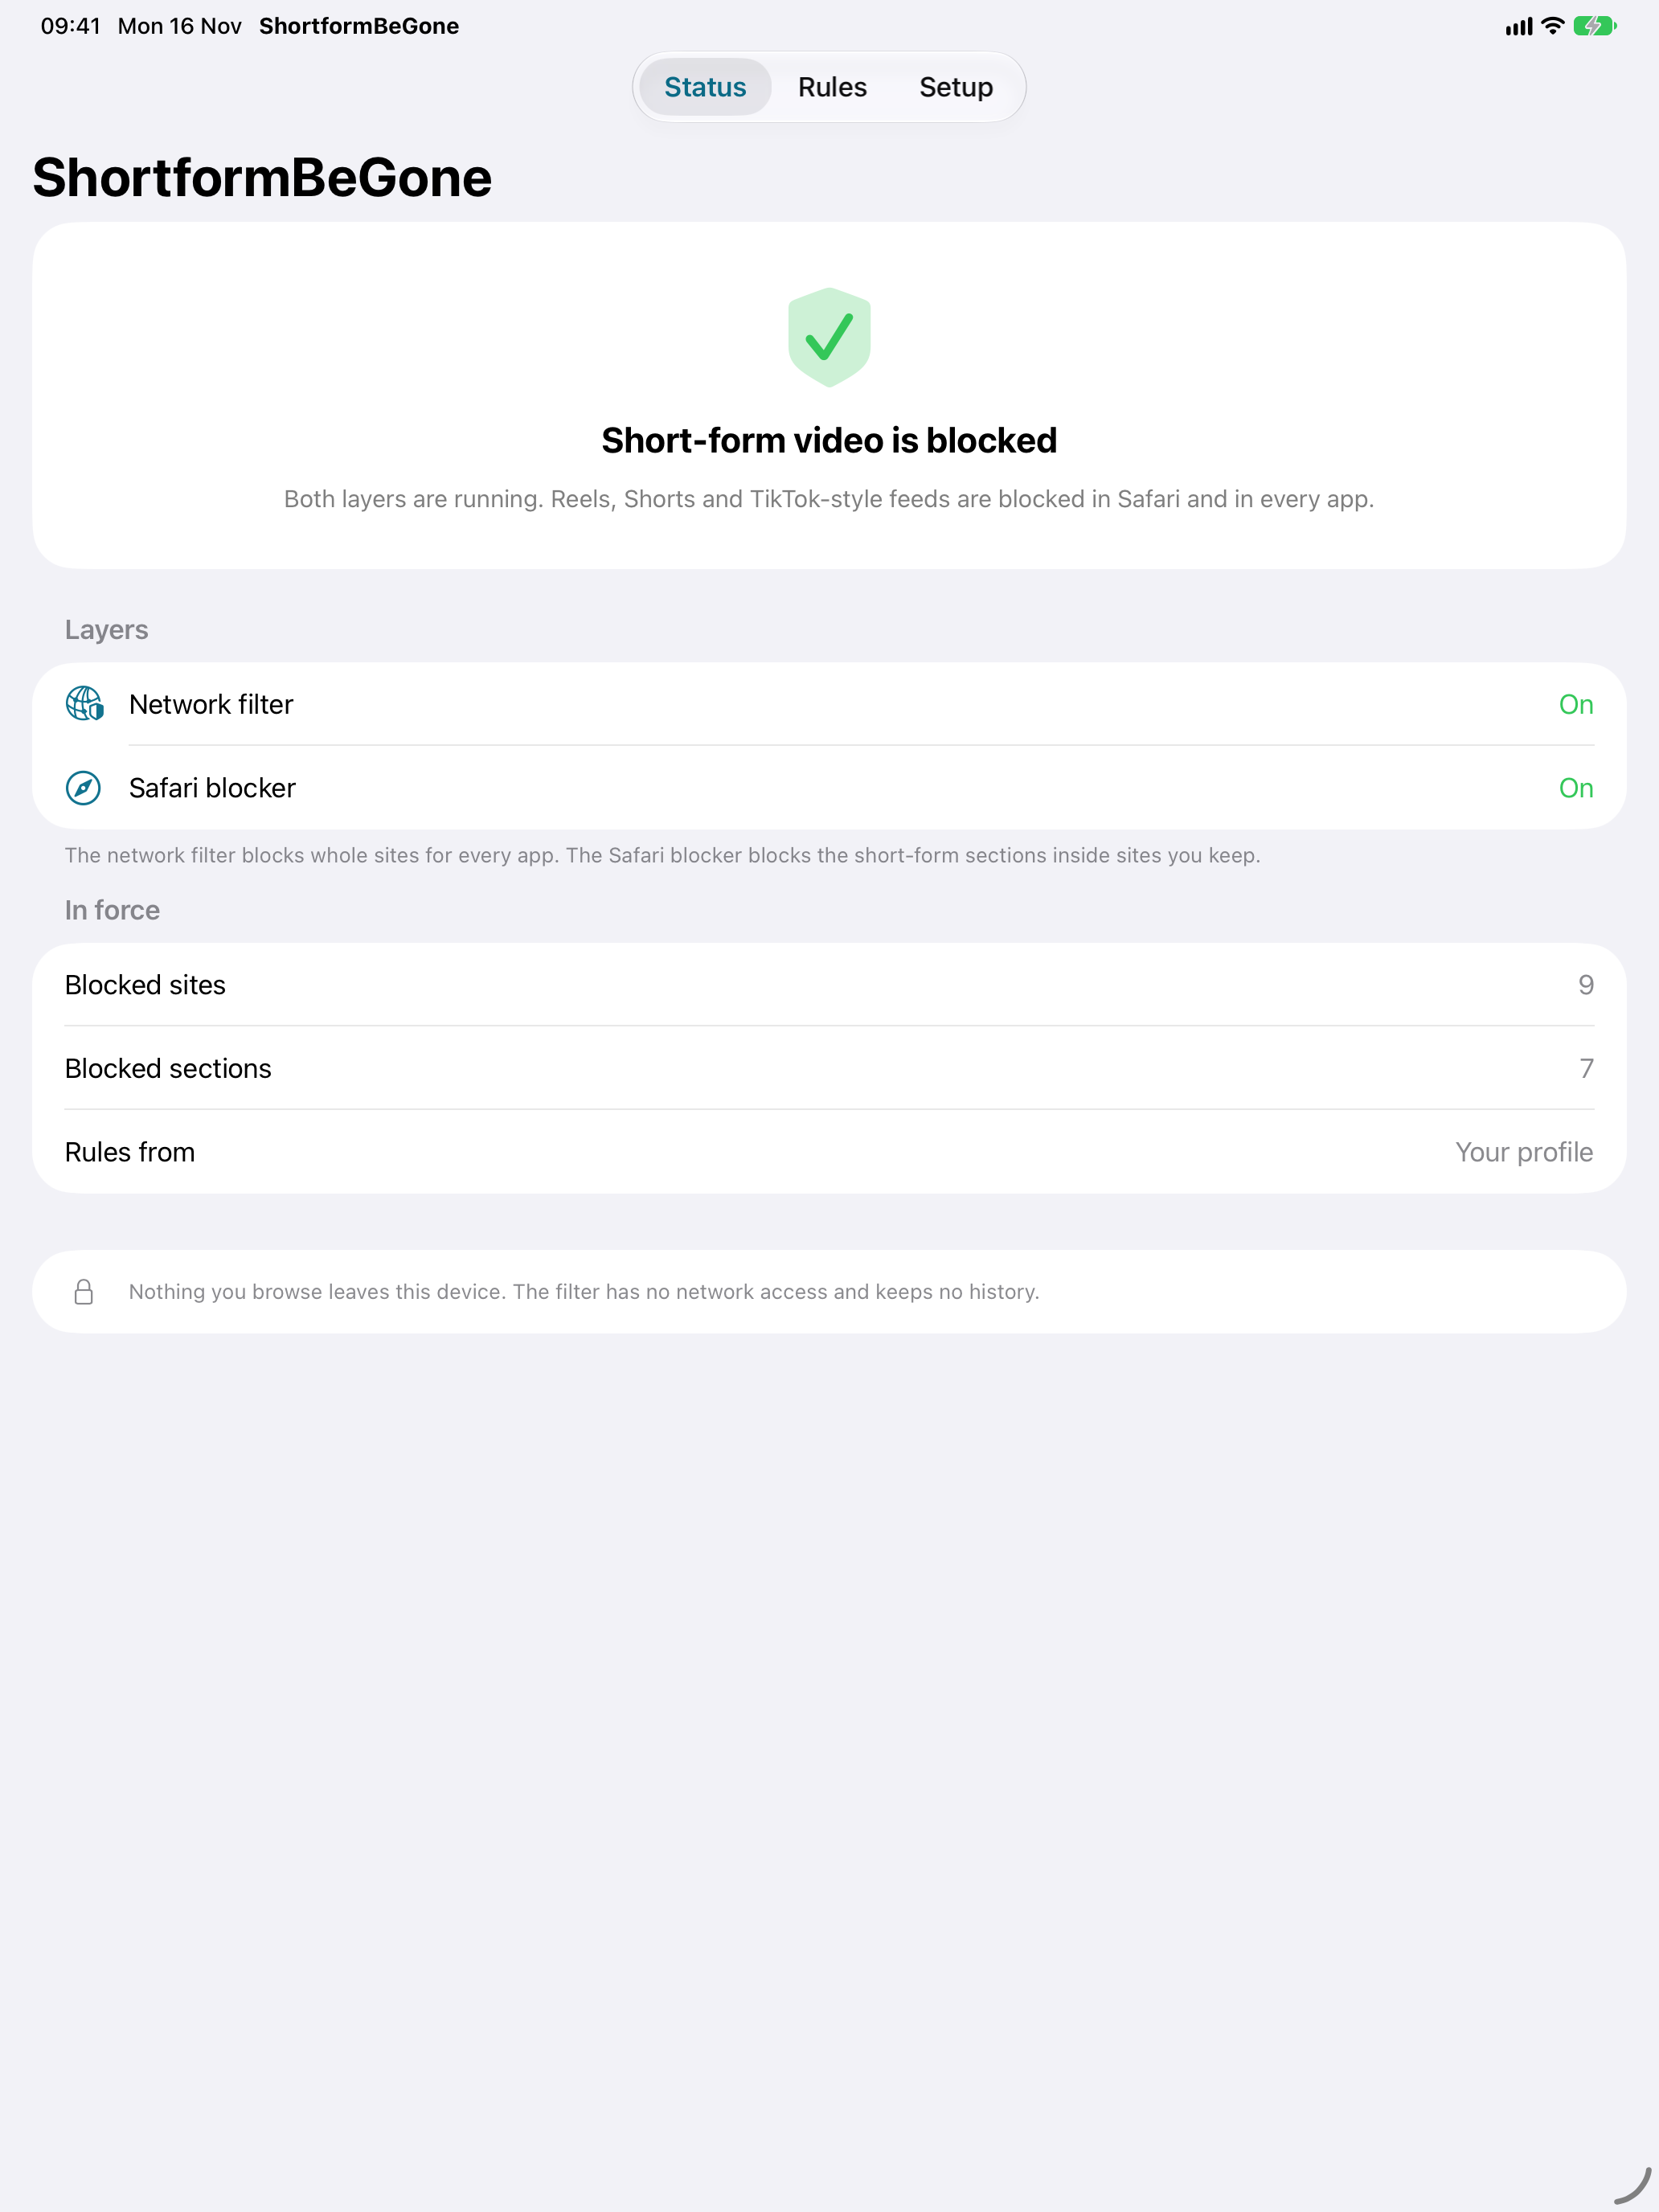 09:41 Mon 16 Nov ShortformBeGone
Status Rules Setup
ShortformBeGone
Short-form video is blocked
Both layers are running. Reels, Shorts and TikTok-style feeds are blocked in Safari and in every app.
Layers
Network filter On
Safari blocker On
The network filter blocks whole sites for every app. The Safari blocker blocks the short-form sections inside sites you keep.
In force
Blocked sites 9
Blocked sections 7
Rules from Your profile
Nothing you browse leaves this device. The filter has no network access and keeps no history.